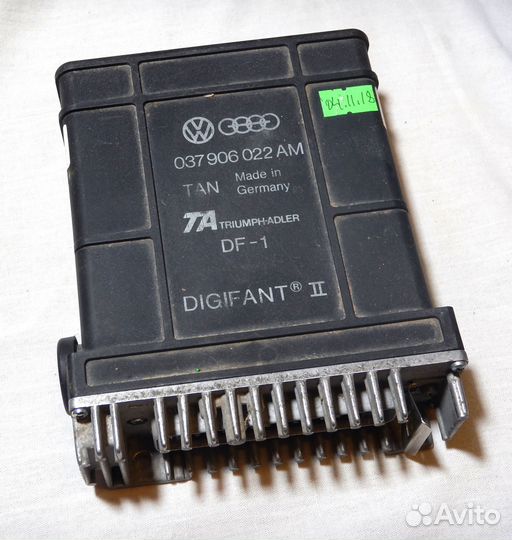 04.11.18
037 906 022 AM
TAN Made in Germany
TA TRIUMPH-ADLER
DF-1
DIGIFANT® II
Avito